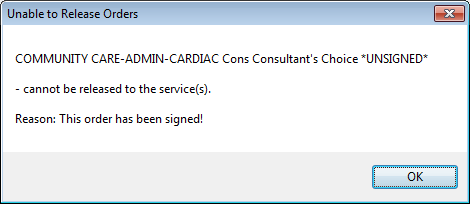 Unable to Release Orders
COMMUNITY CARE-ADMIN-CARDIAC Cons Consultant's Choice *UNSIGNED*
- cannot be released to the service(s).
Reason: This order has been signed!
OK